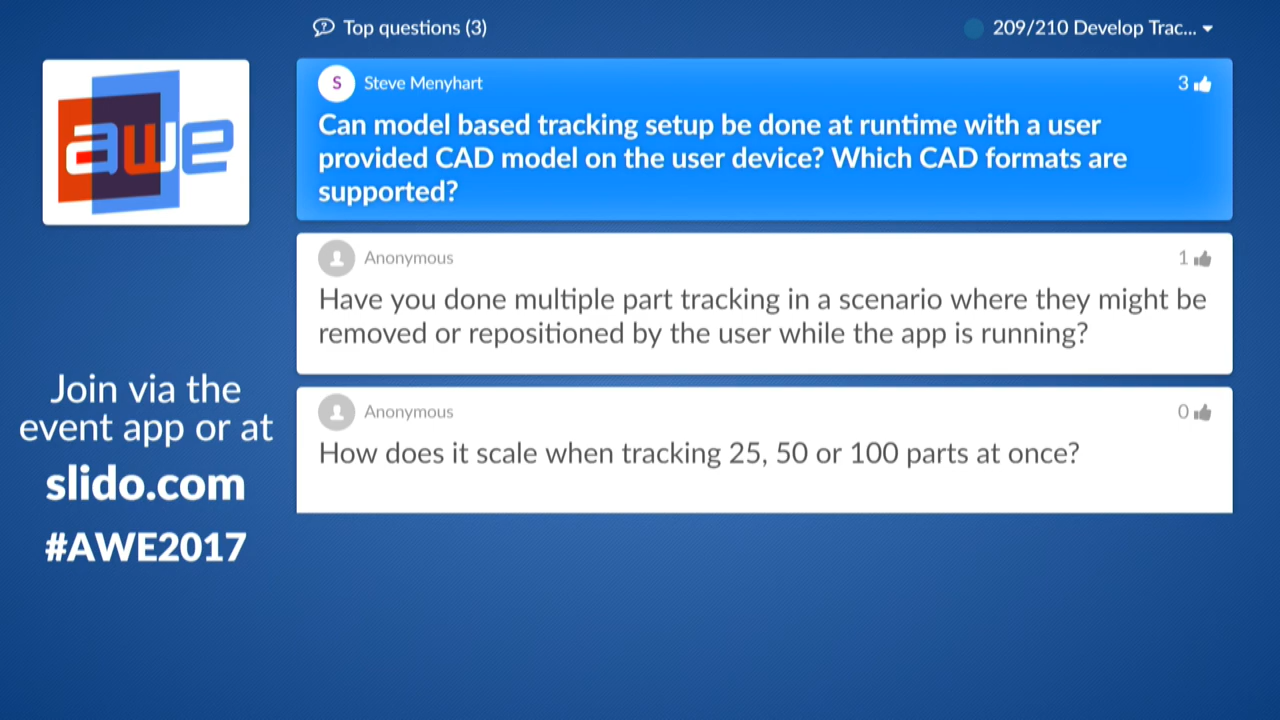 Top questions (3)
209/210 Develop Trac...
awe
S
Steve Menyhart
3
Can model based tracking setup be done at runtime with a user
provided CAD model on the user device? Which CAD formats are
supported?
Anonymous
1
Have you done multiple part tracking in a scenario where they might be
removed or repositioned by the user while the app is running?
Anonymous
0
How does it scale when tracking 25, 50 or 100 parts at once?
Join via the
event app or at
slido.com
#AWE2017